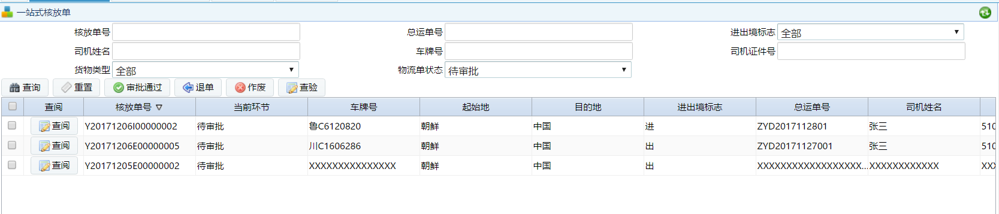 一站式核放单
核放单号 总运单号 进出境标志 全部
司机姓名 车牌号 司机证件号
货物类型 全部 物流单状态 待审批
查询 重置 审批通过 退单 作废 查验
查阅 核放单号 当前环节 车牌号 起始地 目的地 进出境标志 总运单号 司机姓名
查阅 Y20171206I00000002 待审批 鲁C6120820 朝鲜 中国 进 ZYD2017112801 张三 510
查阅 Y20171206E00000005 待审批 川C1606286 朝鲜 中国 出 ZYD20171127001 张三 510
查阅 Y20171205E00000002 待审批 XXXXXXXXXXXXXXX 朝鲜 中国 出 XXXXXXXXXXXXXXXXXX... XXXXXXXXXXXX XXX